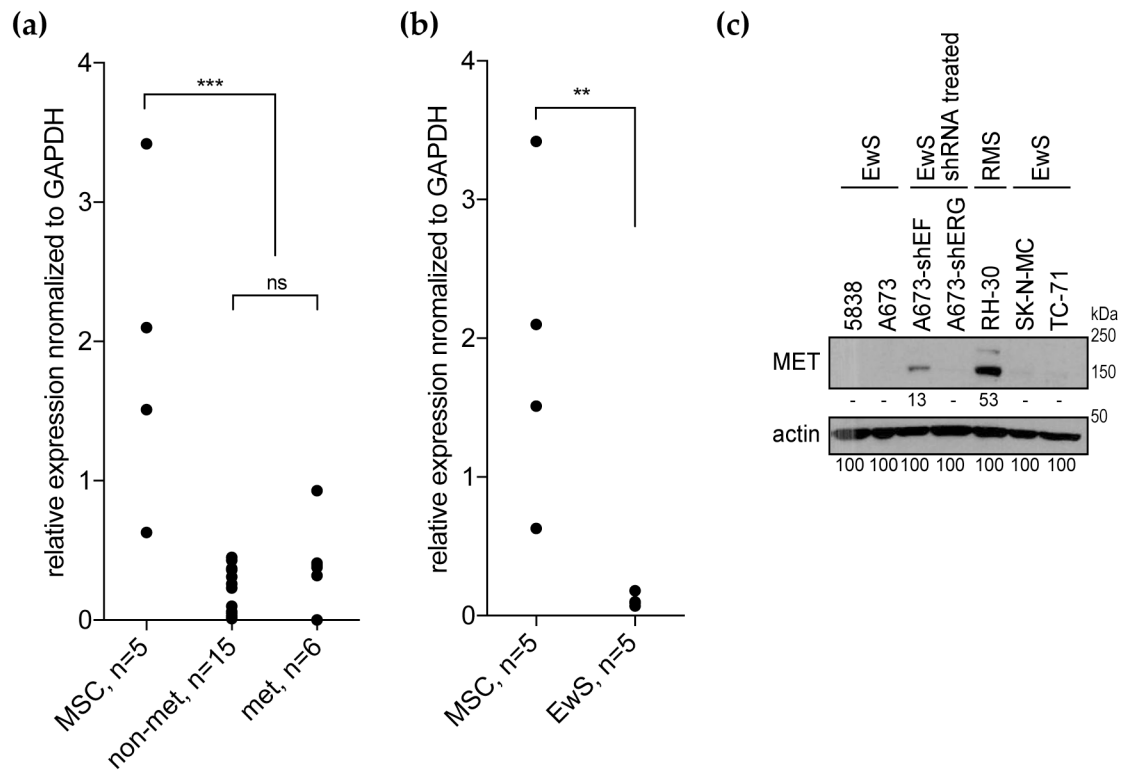 (a)
4
3
2
1
0
relative expression nromalized to GAPDH
***
ns
MSC, n=5
non-met, n=15
met, n=6
(b)
4
3
2
1
0
relative expression nromalized to GAPDH
**
MSC, n=5
EwS, n=5
(c)
EwS
EwS
shRNA treated
RMS
EwS
5838
A673
A673-shEF
A673-shERG
RH-30
SK-N-MC
TC-71
kDa
250
MET
150
- - 13 - 53 - -
50
actin
100 100 100 100 100 100 100